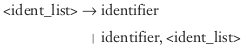 <ident_list> → identifier
| identifier, <ident_list>